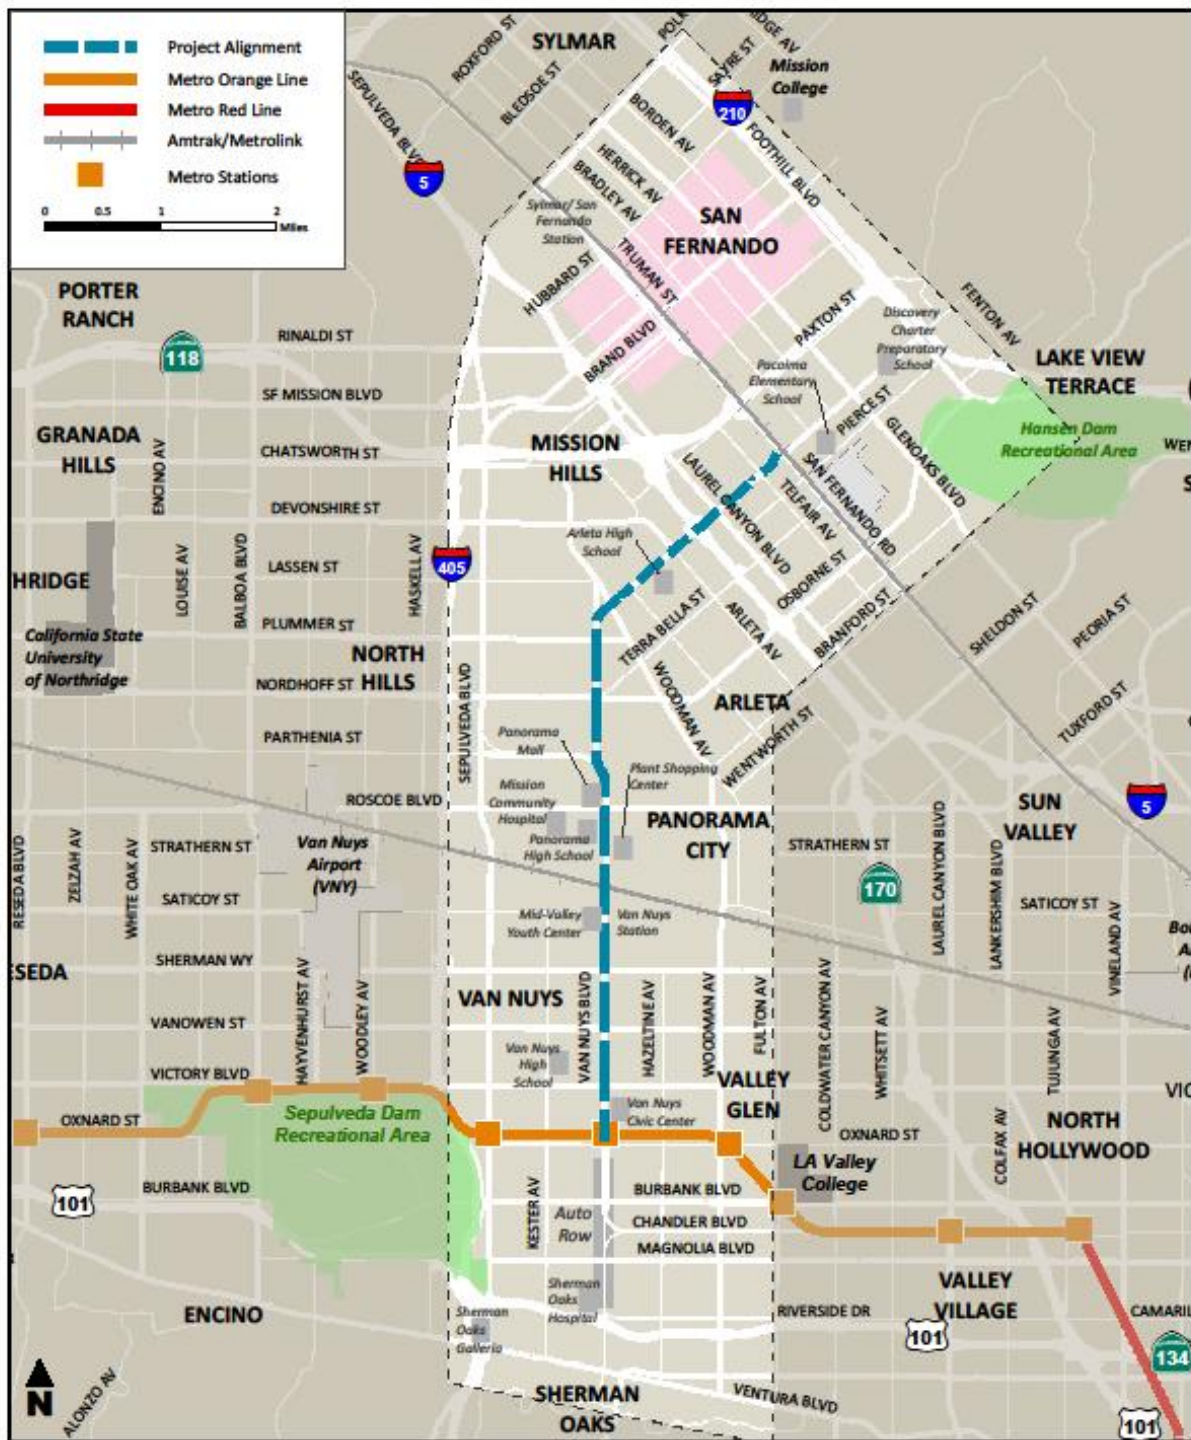 Project Alignment
Metro Orange Line
Metro Red Line
Amtrak/Metrolink
Metro Stations
0 0.5 1 2
Miles
SYLMAR
ROXFORD ST
BLEDSOE ST
SEPULVEDA BLVD
5
SAYRE ST
Mission
College
210
BORDEN AV
FOOTHILL BLVD
HERRICK AV
BRADLEY AV
Sylmar/ San
Fernando
Station
SAN
FERNANDO
TRUMAN ST
HUBBARD ST
BRAND BLVD
PAXTON ST
FENTON AV
Discovery
Charter
Preparatory
School
Pacoima
Elementary
School
PIERCE ST
LAKE VIEW
TERRACE
Hansen Dam
Recreational Area
GLENOAKS BLVD
PORTER
RANCH
118
RINALDI ST
SF MISSION BLVD
GRANADA
HILLS
CHATSWORTH ST
ENCINO AV
DEVONSHIRE ST
MISSION
HILLS
LAUREL CANYON BLVD
TELFAIR AV
SAN FERNANDO RD
Arleta High
School
LOUISE AV
BALBOA BLVD
HASKELL AV
405
LASSEN ST
PLUMMER ST
THRIDGE
California State
University
of Northridge
NORTH
HILLS
NORDHOFF ST
PARTHENIA ST
SEPULVEDA BLVD
TERRA BELLA ST
ARLETA AV
OSBORNE ST
BRANFORD ST
SHELDON ST
PEORIA ST
TUXFORD ST
WOODMAN AV
ARLETA
WENTWORTH ST
Panorama
Mall
Plant Shopping
Center
Mission
Community
Hospital
Panorama
High School
PANORAMA
CITY
ROSCOE BLVD
STRATHERN ST
Van Nuys
Airport
(VNY)
SATICOY ST
RESEDA BLVD
ZELZAH AV
WHITE OAK AV
STRATHERN ST
170
SUN
VALLEY
5
LAUREL CANYON BLVD
LANKERSHIM BLVD
SATICOY ST
VINELAND AV
Mid-Valley
Youth Center
Van Nuys
Station
SHERMAN WY
ESEDA
VAN NUYS
VAN NUYS BLVD
HAZELTINE AV
WOODMAN AV
FULTON AV
COLDWATER CANYON AV
WHITSETT AV
TUJUNGA AV
VANOWEN ST
HAYVENHURST AV
WOODLEY AV
Van Nuys
High
School
VICTORY BLVD
VALLEY
GLEN
Van Nuys
Civic Center
OXNARD ST
Sepulveda Dam
Recreational Area
OXNARD ST
COLFAX AV
NORTH
HOLLYWOOD
LA Valley
College
BURBANK BLVD
101
KESTER AV
Auto
Row
BURBANK BLVD
CHANDLER BLVD
MAGNOLIA BLVD
VALLEY
VILLAGE
ENCINO
Sherman
Oaks
Hospital
Sherman
Oaks
Galleria
RIVERSIDE DR
101
CAMARIL
134
N
ALONZO AV
SHERMAN
OAKS
VENTURA BLVD
101